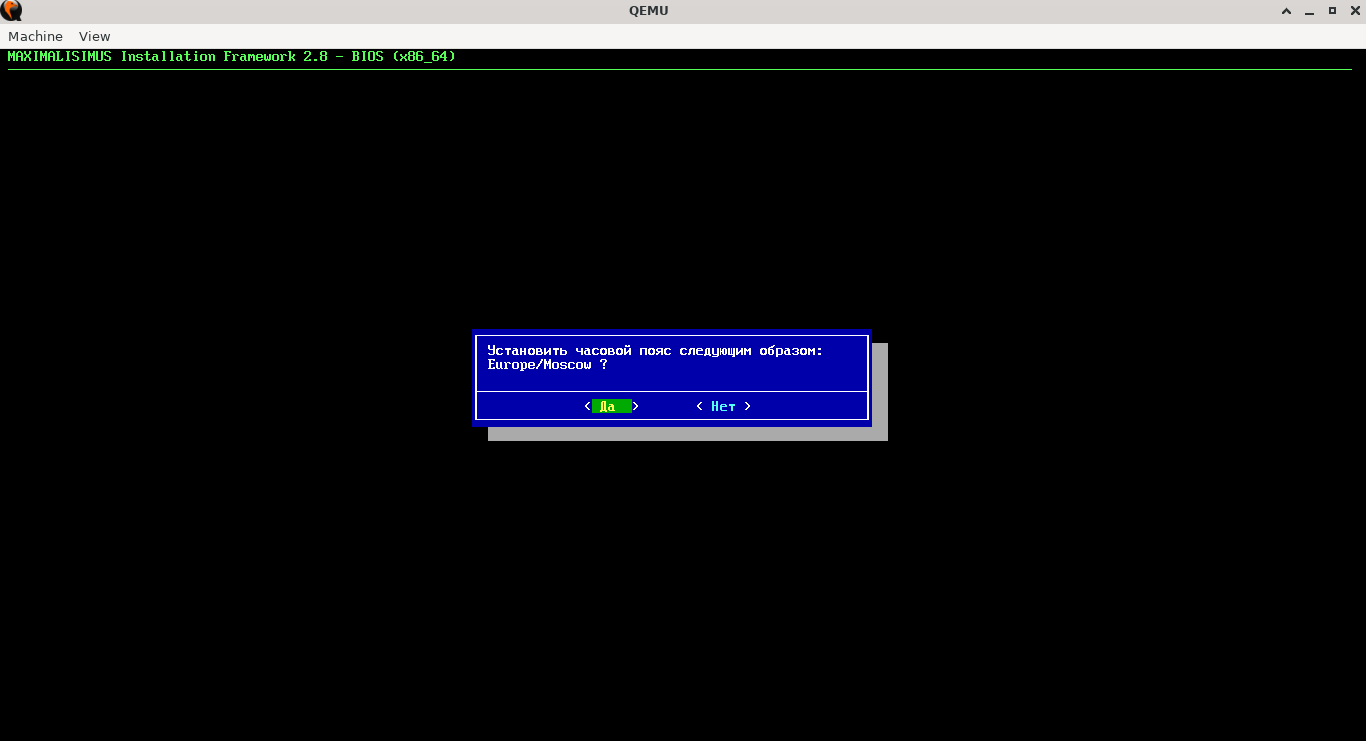 QEMU
Machine View
MAXIMALISIMUS Installation Framework 2.8 - BIOS (x86_64)
Установить часовой пояс следующим образом:
Europe/Moscow ?
< Да > < Нет >